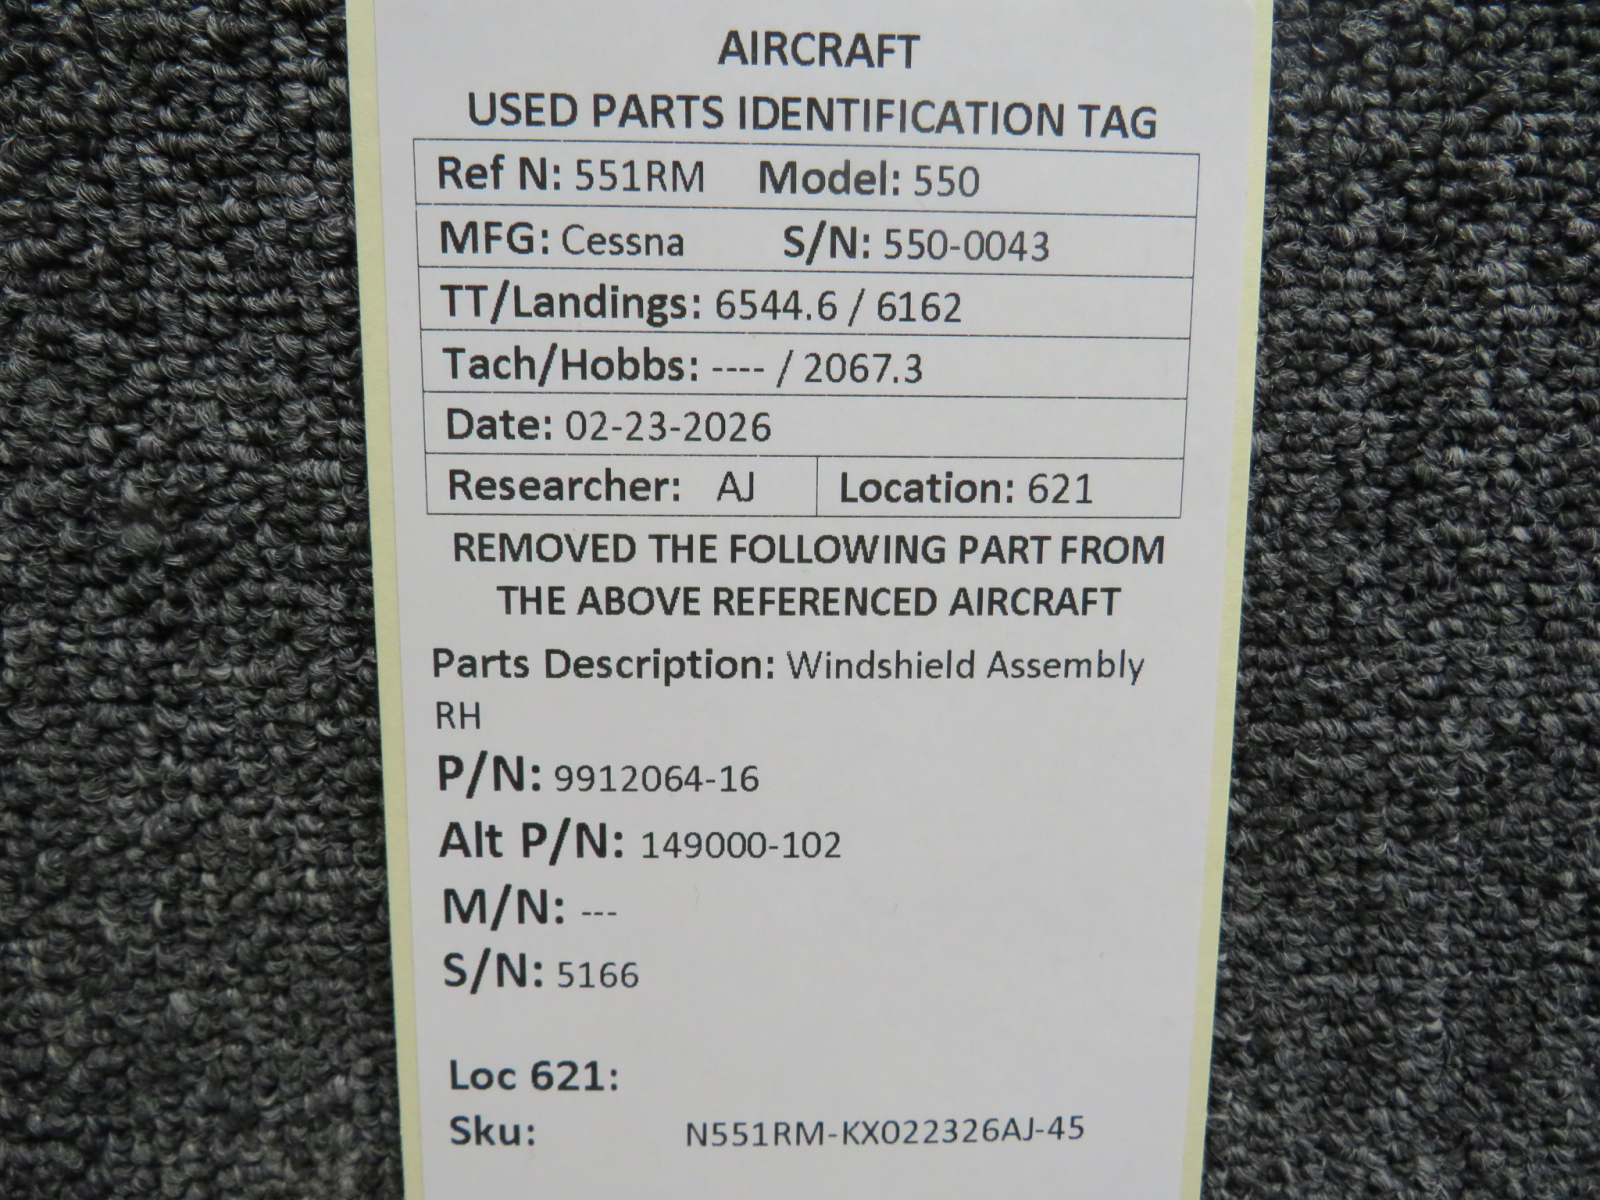 AIRCRAFT
USED PARTS IDENTIFICATION TAG
Ref N: 551RM Model: 550
MFG: Cessna S/N: 550-0043
TT/Landings: 6544.6 / 6162
Tach/Hobbs: ---- / 2067.3
Date: 02-23-2026
Researcher: AJ Location: 621
REMOVED THE FOLLOWING PART FROM
THE ABOVE REFERENCED AIRCRAFT
Parts Description: Windshield Assembly
RH
P/N: 9912064-16
Alt P/N: 149000-102
M/N: ---
S/N: 5166
Loc 621:
Sku: N551RM-KX022326AJ-45